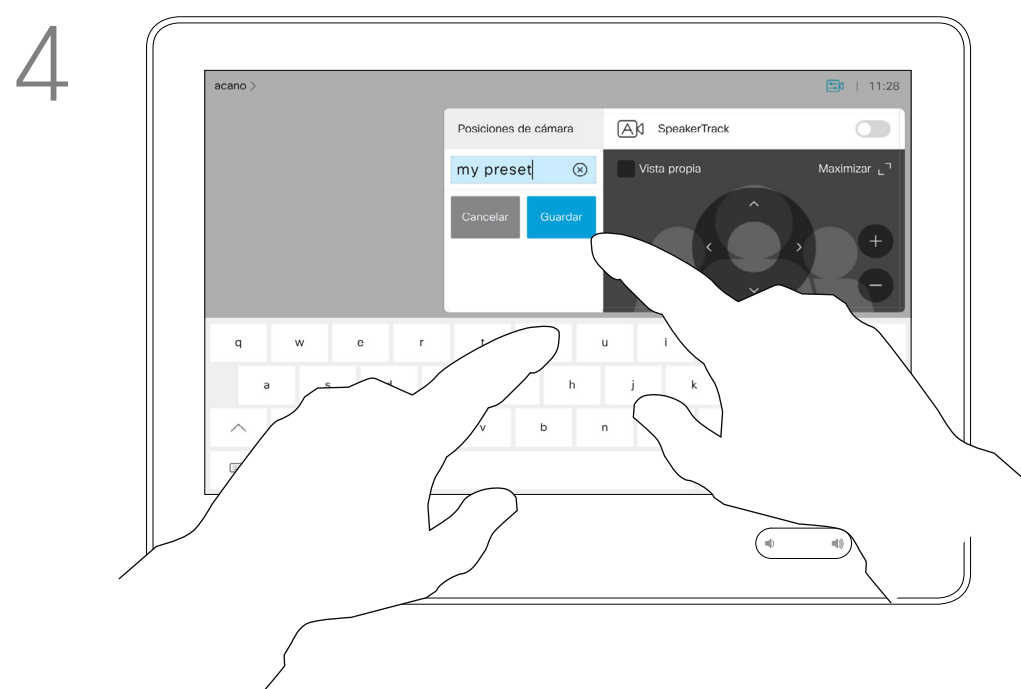 4
acano
11:28
Posiciones de cámara
SpeakerTrack
my preset
Vista propia
Maximizar
Cancelar
Guardar
q w e r t u i
a s d h j k
v b n